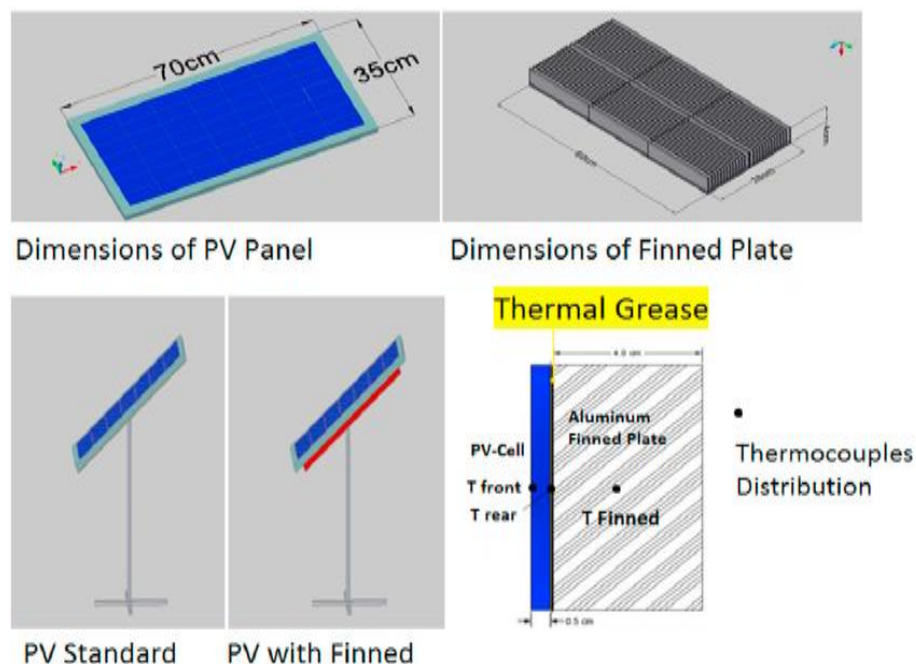 70cm
35cm
Dimensions of PV Panel
Dimensions of Finned Plate
Thermal Grease
Aluminum
Finned Plate
PV-Cell
T front
T rear
T Finned
Thermocouples
Distribution
0.5 cm
PV Standard
PV with Finned